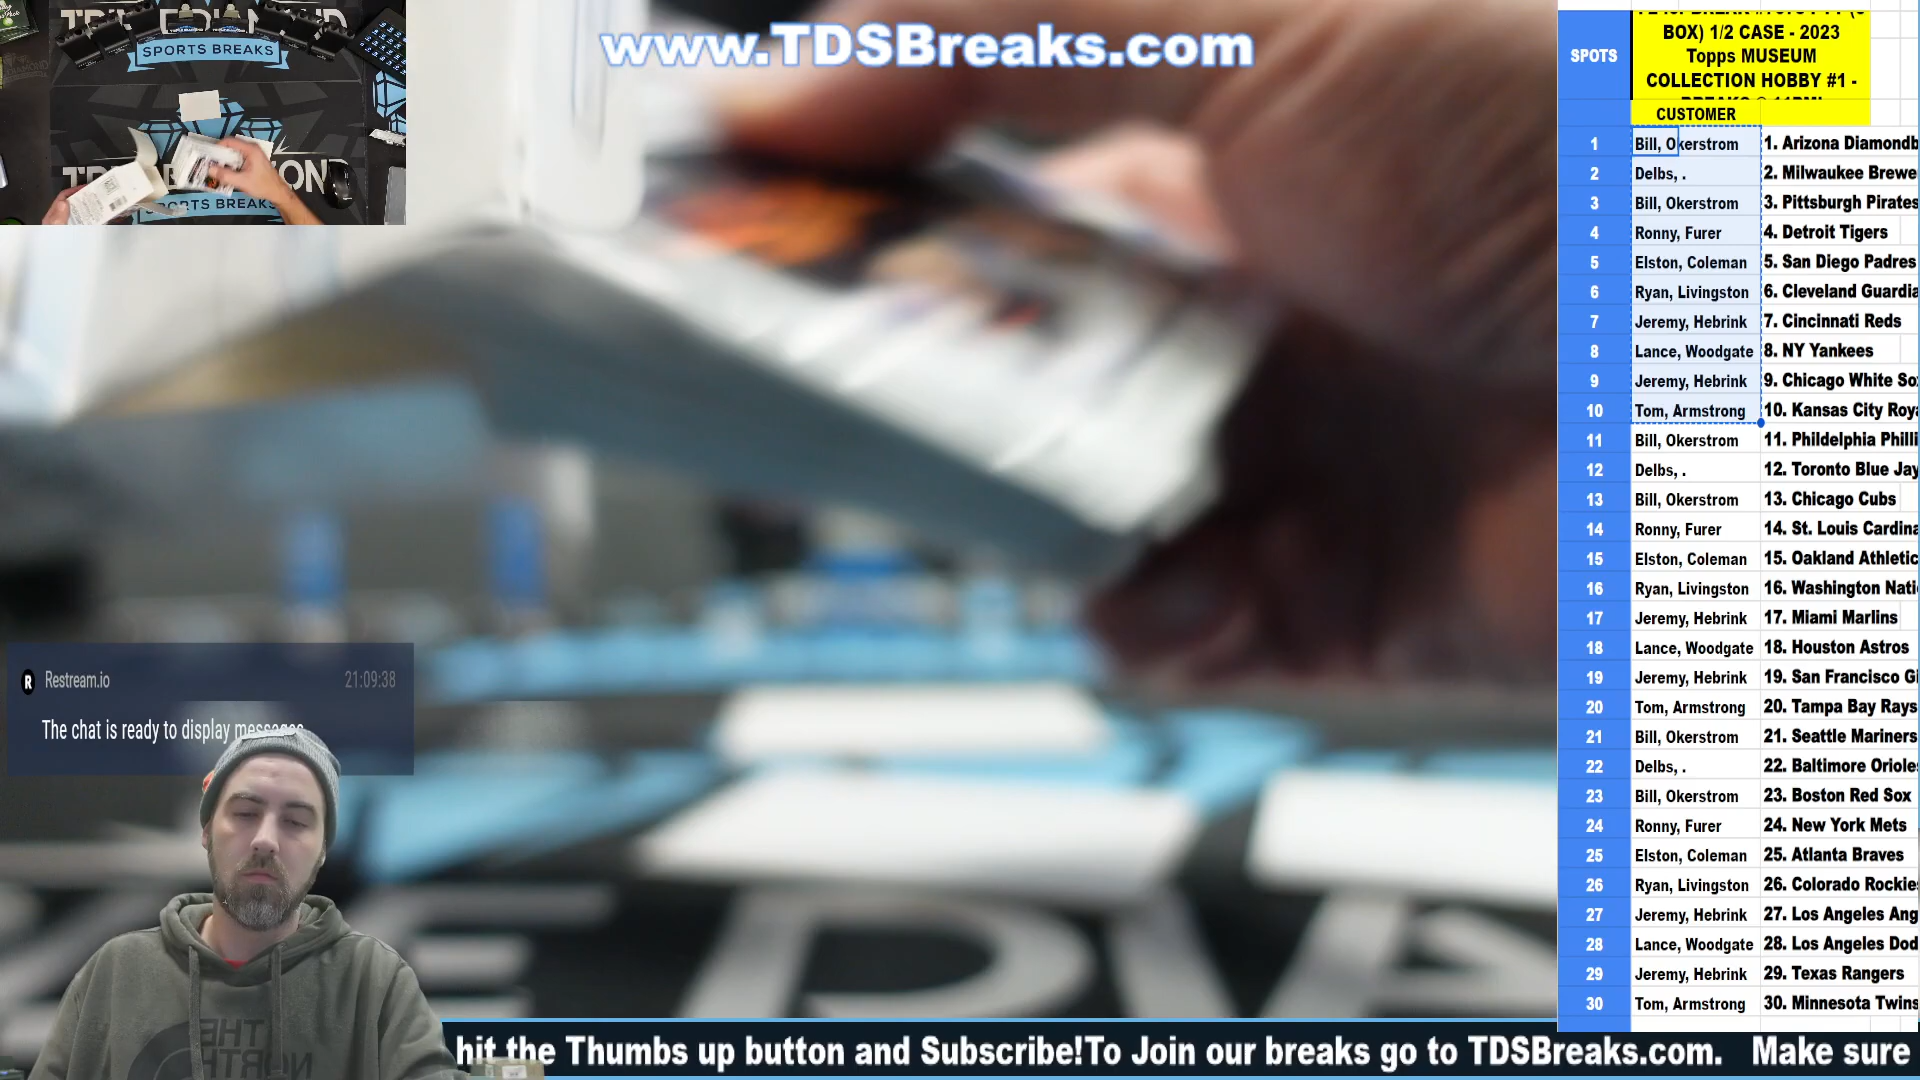 SPORTS BREAKS
SPORTS BREAKS
www.TDSBreaks.com
SPOTS
BOX) 1/2 CASE - 2023
Topps MUSEUM
COLLECTION HOBBY #1 -
CUSTOMER
1 Bill, Okerstrom 1. Arizona Diamondb
2 Delbs, . 2. Milwaukee Brewe
3 Bill, Okerstrom 3. Pittsburgh Pirates
4 Ronny, Furer 4. Detroit Tigers
5 Elston, Coleman 5. San Diego Padres
6 Ryan, Livingston 6. Cleveland Guardia
7 Jeremy, Hebrink 7. Cincinnati Reds
8 Lance, Woodgate 8. NY Yankees
9 Jeremy, Hebrink 9. Chicago White So
10 Tom, Armstrong 10. Kansas City Roya
11 Bill, Okerstrom 11. Phildelphia Philli
12 Delbs, . 12. Toronto Blue Jay
13 Bill, Okerstrom 13. Chicago Cubs
14 Ronny, Furer 14. St. Louis Cardina
15 Elston, Coleman 15. Oakland Athletic
16 Ryan, Livingston 16. Washington Nati
17 Jeremy, Hebrink 17. Miami Marlins
18 Lance, Woodgate 18. Houston Astros
19 Jeremy, Hebrink 19. San Francisco Gi
20 Tom, Armstrong 20. Tampa Bay Rays
21 Bill, Okerstrom 21. Seattle Mariners
22 Delbs, . 22. Baltimore Oriole
23 Bill, Okerstrom 23. Boston Red Sox
24 Ronny, Furer 24. New York Mets
25 Elston, Coleman 25. Atlanta Braves
26 Ryan, Livingston 26. Colorado Rockie
27 Jeremy, Hebrink 27. Los Angeles Ang
28 Lance, Woodgate 28. Los Angeles Dod
29 Jeremy, Hebrink 29. Texas Rangers
30 Tom, Armstrong 30. Minnesota Twins
Restream.io 21:09:38
The chat is ready to display messages
THE
NORTH
hit the Thumbs up button and Subscribe!To Join our breaks go to TDSBreaks.com. Make sure